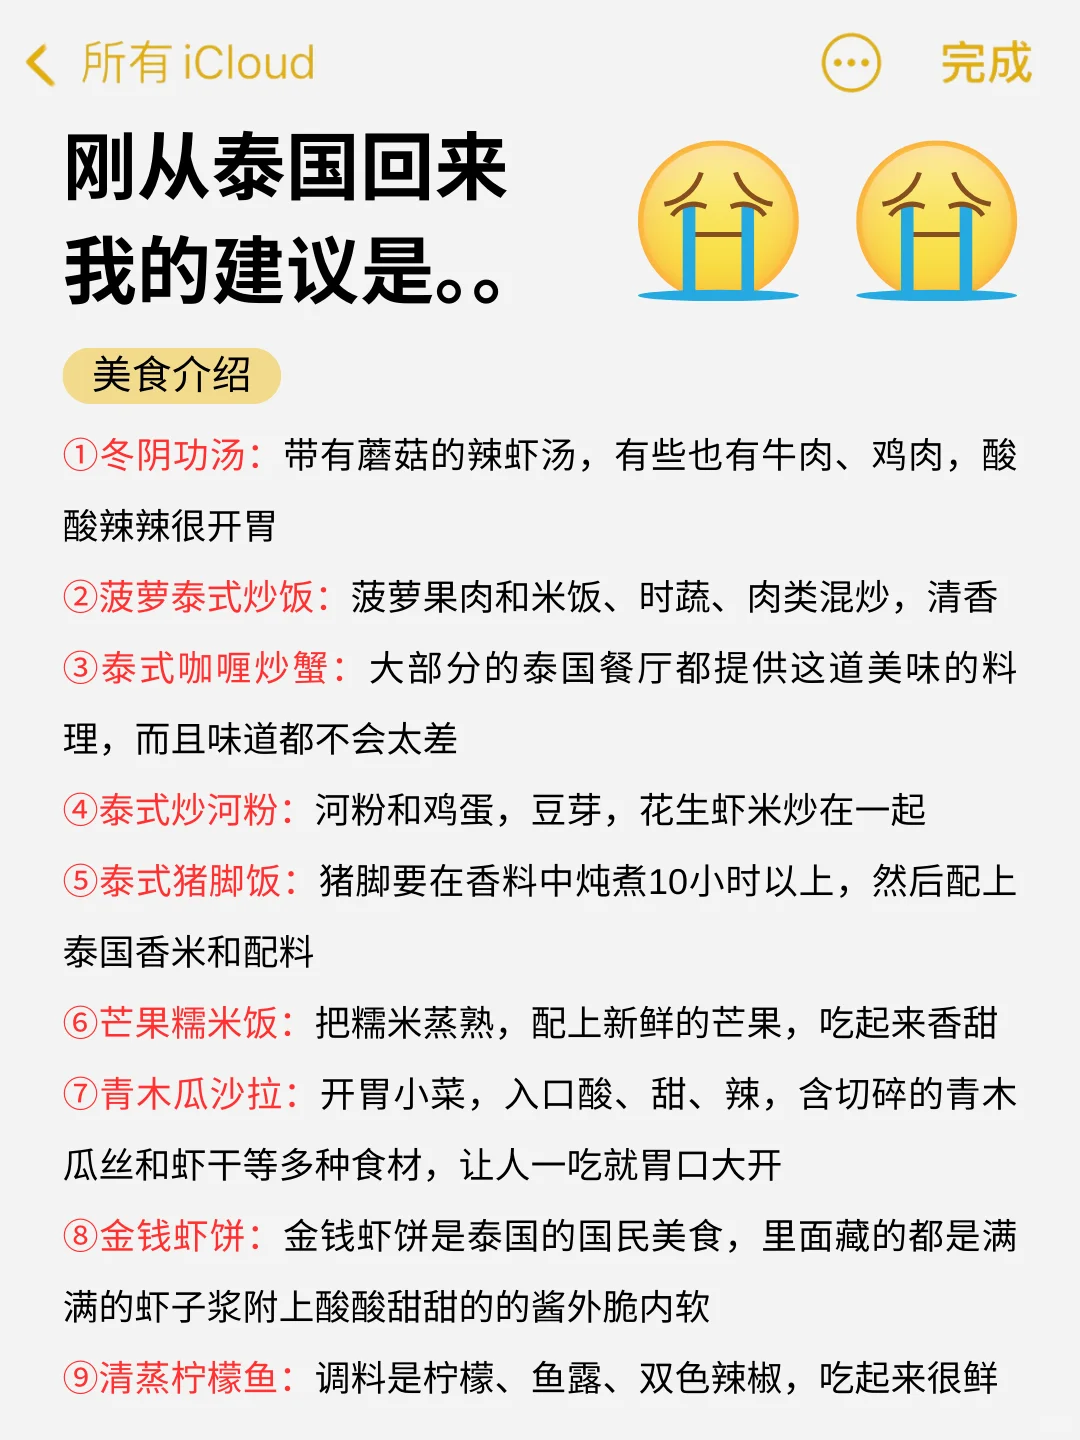 所有 iCloud
完成
刚从泰国回来
我的建议是。。
美食介绍
①冬阴功汤：带有蘑菇的辣虾汤，有些也有牛肉、鸡肉，酸
酸辣辣很开胃
②菠萝泰式炒饭：菠萝果肉和米饭、时蔬、肉类混炒，清香
③泰式咖喱炒蟹：大部分的泰国餐厅都提供这道美味的料
理，而且味道都不会太差
④泰式炒河粉：河粉和鸡蛋，豆芽，花生虾米炒在一起
⑤泰式猪脚饭：猪脚要在香料中炖煮10小时以上，然后配上
泰国香米和配料
⑥芒果糯米饭：把糯米蒸熟，配上新鲜的芒果，吃起来香甜
⑦青木瓜沙拉：开胃小菜，入口酸、甜、辣，含切碎的青木
瓜丝和虾干等多种食材，让人一吃就胃口大开
⑧金钱虾饼：金钱虾饼是泰国的国民美食，里面藏的都是满
满的虾子浆附上酸酸甜甜的的酱外脆内软
⑨清蒸柠檬鱼：调料是柠檬、鱼露、双色辣椒，吃起来很鲜